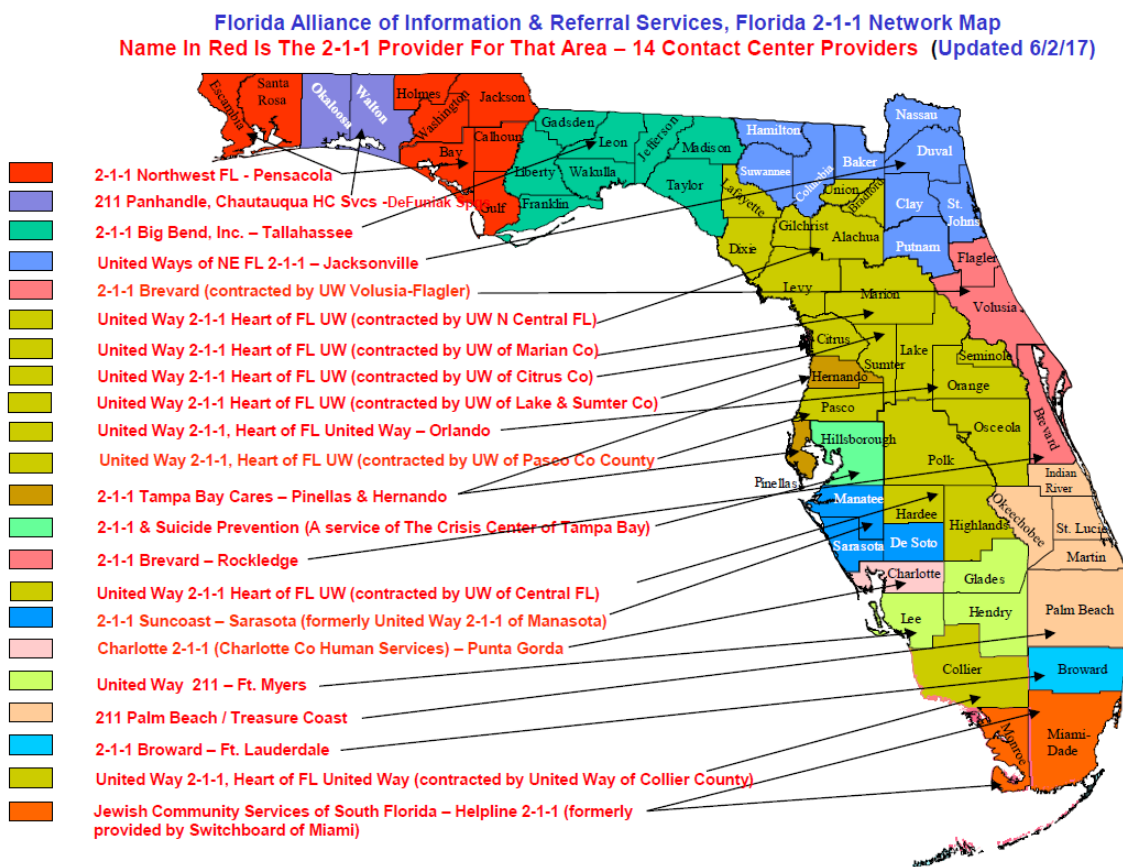 Florida Alliance of Information & Referral Services, Florida 2-1-1 Network Map
Name In Red Is The 2-1-1 Provider For That Area – 14 Contact Center Providers (Updated 6/2/17)
2-1-1 Northwest FL - Pensacola
211 Panhandle, Chautauqua HC Svcs -DeFuniak Spgs
2-1-1 Big Bend, Inc. – Tallahassee
United Ways of NE FL 2-1-1 – Jacksonville
2-1-1 Brevard (contracted by UW Volusia-Flagler)
United Way 2-1-1 Heart of FL UW (contracted by UW N Central FL)
United Way 2-1-1 Heart of FL UW (contracted by UW of Marian Co)
United Way 2-1-1 Heart of FL UW (contracted by UW of Citrus Co)
United Way 2-1-1 Heart of FL UW (contracted by UW of Lake & Sumter Co)
United Way 2-1-1, Heart of FL United Way – Orlando
United Way 2-1-1, Heart of FL UW (contracted by UW of Pasco Co County
2-1-1 Tampa Bay Cares – Pinellas & Hernando
2-1-1 & Suicide Prevention (A service of The Crisis Center of Tampa Bay)
2-1-1 Brevard – Rockledge
United Way 2-1-1 Heart of FL UW (contracted by UW of Central FL)
2-1-1 Suncoast – Sarasota (formerly United Way 2-1-1 of Manasota)
Charlotte 2-1-1 (Charlotte Co Human Services) – Punta Gorda
United Way 211 – Ft. Myers
211 Palm Beach / Treasure Coast
2-1-1 Broward – Ft. Lauderdale
United Way 2-1-1, Heart of FL United Way (contracted by United Way of Collier County)
Jewish Community Services of South Florida – Helpline 2-1-1 (formerly
provided by Switchboard of Miami)
Escambia
Santa
Rosa
Okaloosa
Walton
Holmes
Washington
Jackson
Bay
Calhoun
Gulf
Gadsden
Liberty
Franklin
Leon
Wakulla
Jefferson
Madison
Taylor
Hamilton
Suwannee
Lafayette
Columbia
Baker
Union
Bradford
Nassau
Duval
Clay
St.
Johns
Putnam
Dixie
Gilchrist
Alachua
Levy
Marion
Flagler
Volusia
Citrus
Sumter
Lake
Seminole
Hernando
Orange
Pasco
Osceola
Brevard
Hillsborough
Polk
Pinellas
Indian
River
Manatee
Hardee
Highlands
Okeechobee
St. Lucie
Sarasota
De Soto
Martin
Charlotte
Glades
Lee
Hendry
Palm Beach
Collier
Broward
Monroe
Miami-
Dade